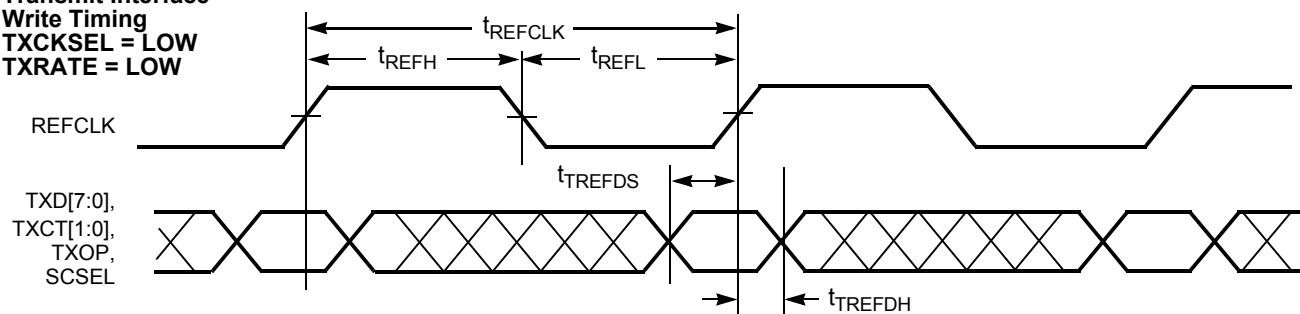 Transmit Interface
Write Timing
TXCKSEL = LOW
TXRATE = LOW
tREFCLK
tREFH
tREFL
REFCLK
tTREFDS
TXD[7:0],
TXCT[1:0],
TXOP,
SCSEL
tTREFDH